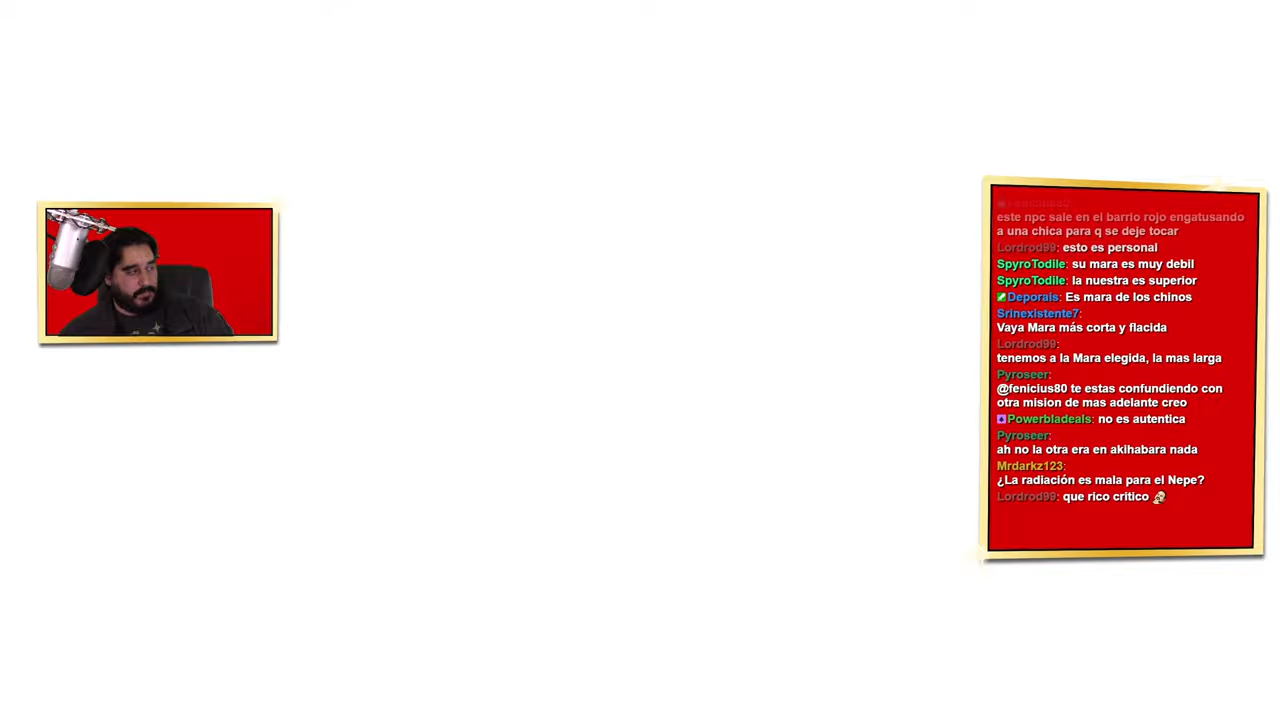 este npc sale en el barrio rojo engatusando
a una chica para q se deje tocar
Lordrod99: esto es personal
SpyroTodile: su mara es muy debil
SpyroTodile: la nuestra es superior
Deporais: Es mara de los chinos
Srinexistente7:
Vaya Mara más corta y flacida
Lordrod99:
tenemos a la Mara elegida, la mas larga
Pyroseer:
@fenicius80 te estas confundiendo con
otra mision de mas adelante creo
Powerbladeals: no es autentica
Pyroseer:
ah no la otra era en akihabara nada
Mrdarkz123:
¿La radiación es mala para el Nepe?
Lordrod99: que rico critico